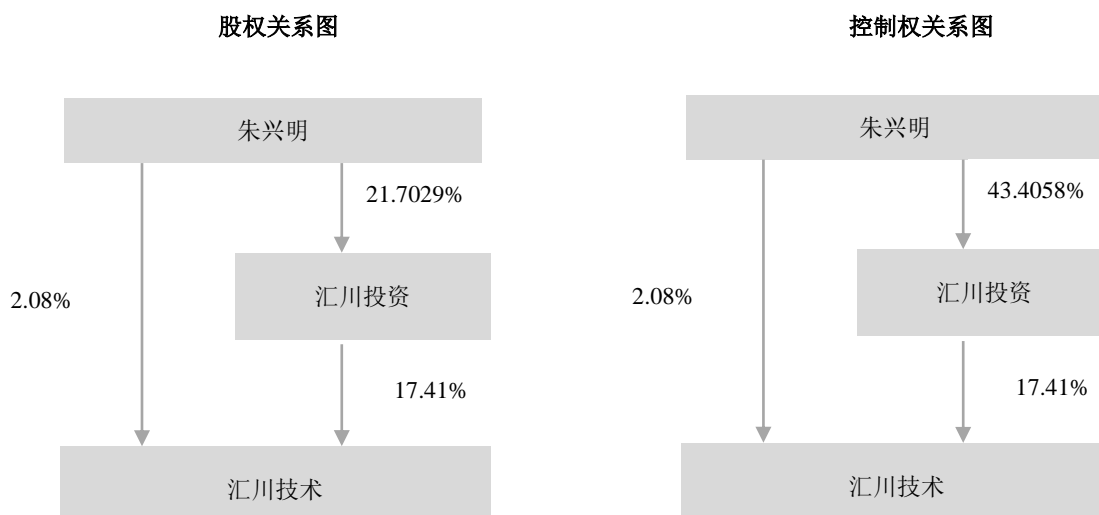 股权关系图
朱兴明
21.7029%
2.08%
汇川投资
17.41%
汇川技术
控制权关系图
朱兴明
43.4058%
2.08%
汇川投资
17.41%
汇川技术